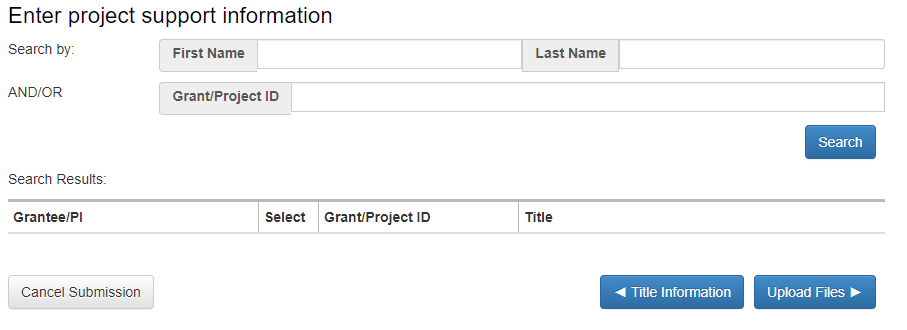 Enter project support information
Search by: First Name Last Name
AND/OR Grant/Project ID
Search
Search Results:
Grantee/PI Select Grant/Project ID Title
Cancel Submission ◄ Title Information Upload Files ►